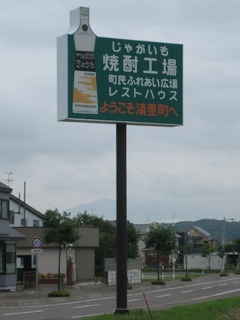 じゃがいも
焼酎工場
町民ふれあい広場
レストハウス
ようこそ清里町へ